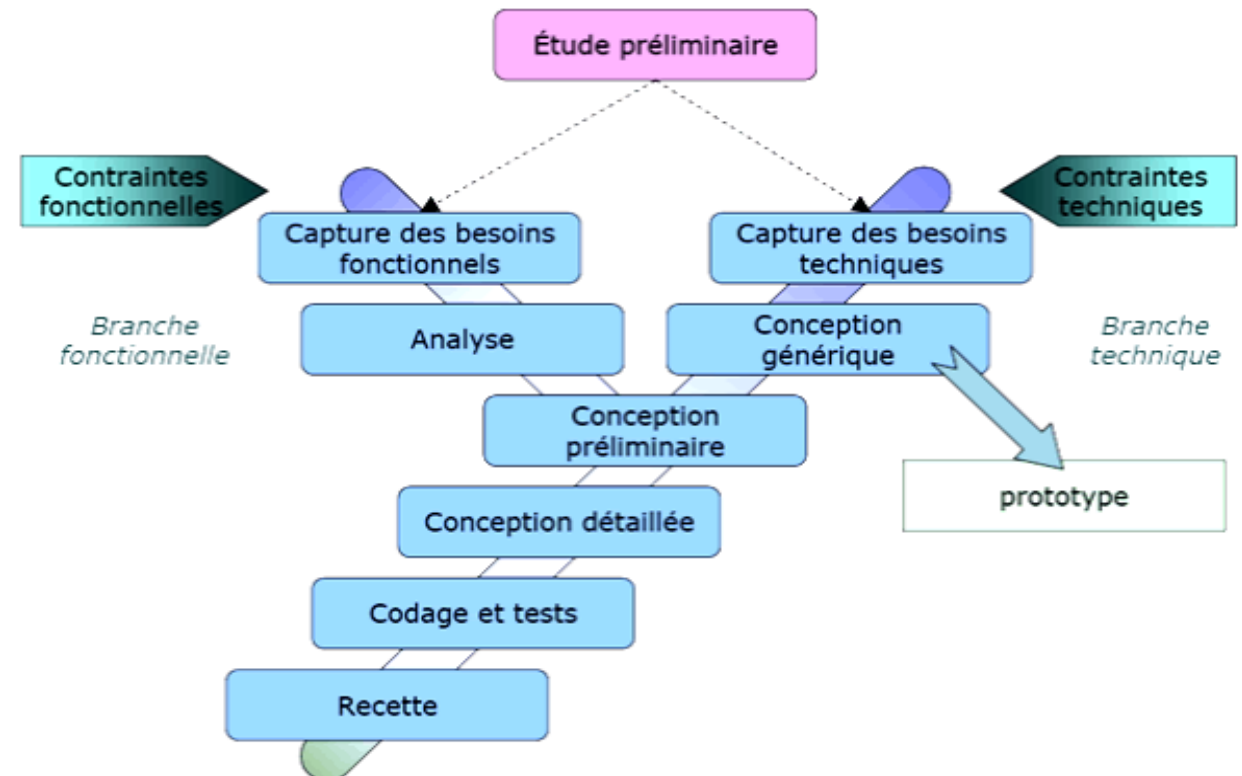 Étude préliminaire
Contraintes
fonctionnelles
Contraintes
techniques
Capture des besoins
fonctionnels
Capture des besoins
techniques
Branche
fonctionnelle
Analyse
Conception
générique
Branche
technique
Conception
préliminaire
prototype
Conception détaillée
Codage et tests
Recette